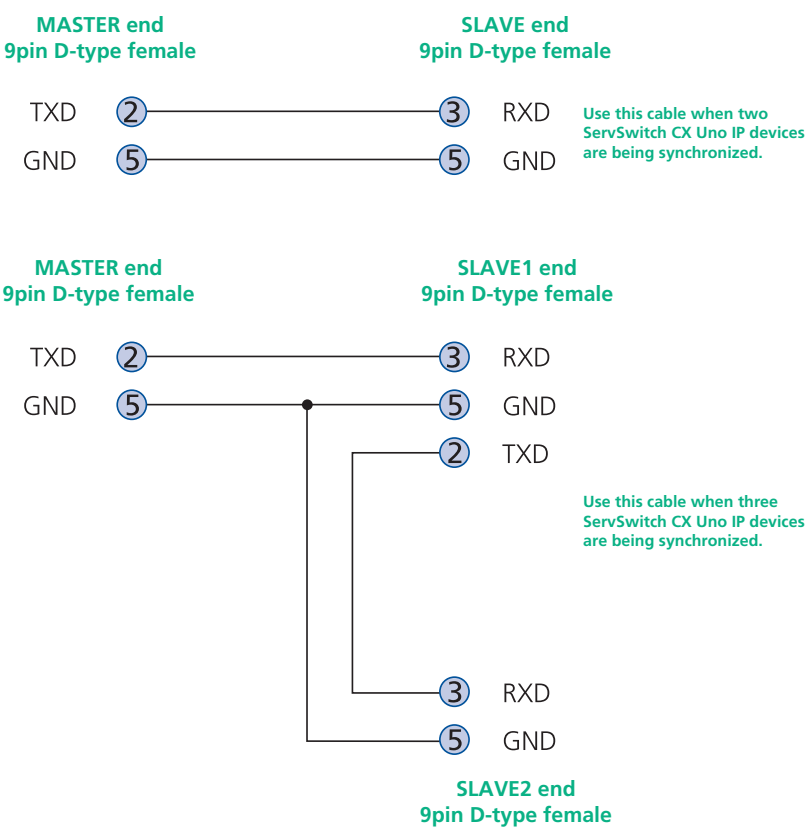 MASTER end
9pin D-type female
SLAVE end
9pin D-type female
TXD 2 3 RXD
GND 5 5 GND
Use this cable when two
ServSwitch CX Uno IP devices
are being synchronized.
MASTER end
9pin D-type female
SLAVE1 end
9pin D-type female
TXD 2 3 RXD
GND 5 5 GND
2 TXD
Use this cable when three
ServSwitch CX Uno IP devices
are being synchronized.
3 RXD
5 GND
SLAVE2 end
9pin D-type female